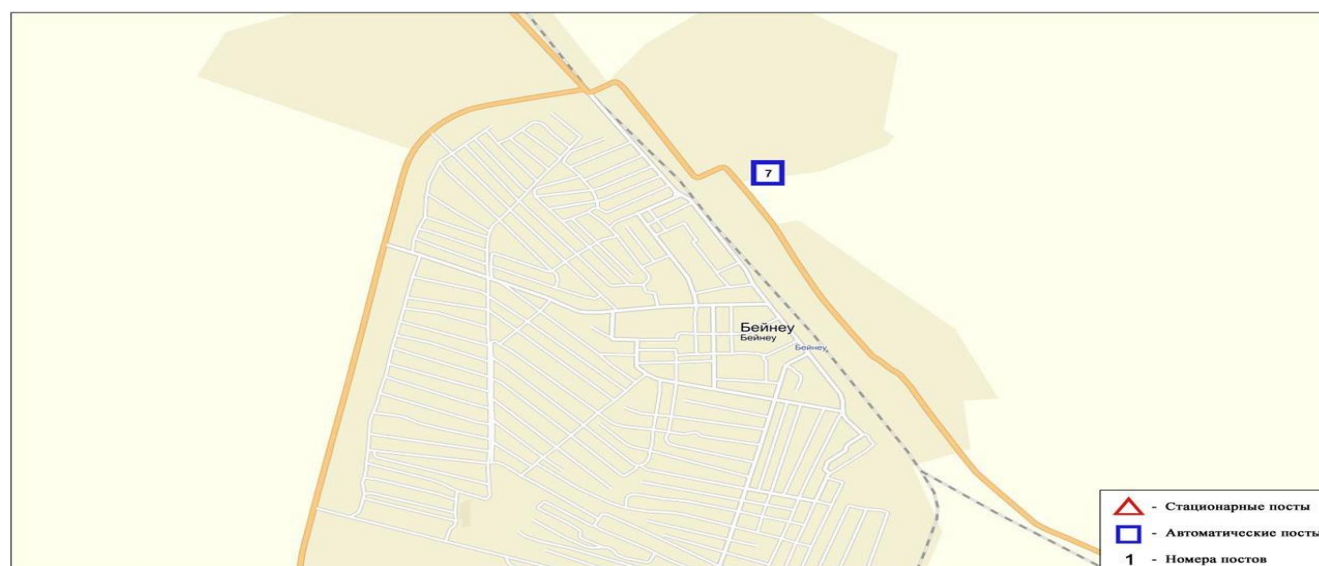 7
Бейнеу
Бейнеу
Бейнеу
- Стационарные посты
- Автоматические посты
1 - Номера постов